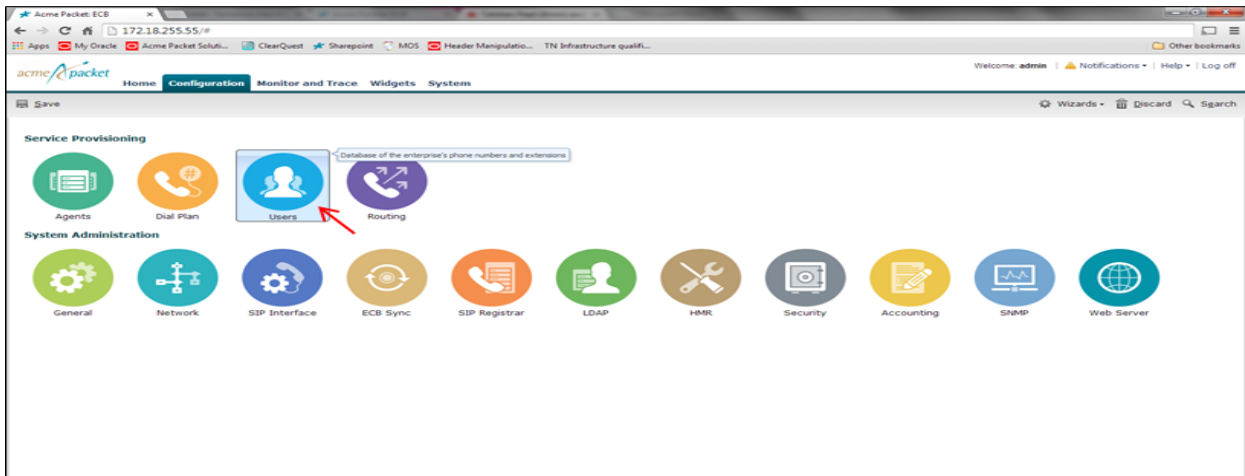 Acme Packet: ECB
172.18.255.55/#
Apps My Oracle Acme Packet Soluti... ClearQuest Sharepoint MOS Header Manipulatio... TN Infrastructure qualifi... Other bookmarks
acme packet
Welcome: admin Notifications Help Log off
Home Configuration Monitor and Trace Widgets System
Save Wizards Discard Search
Service Provisioning
Database of the enterprise's phone numbers and extensions
Agents Dial Plan Users Routing
System Administration
General Network SIP Interface ECB Sync SIP Registrar LDAP HMR Security Accounting SNMP Web Server